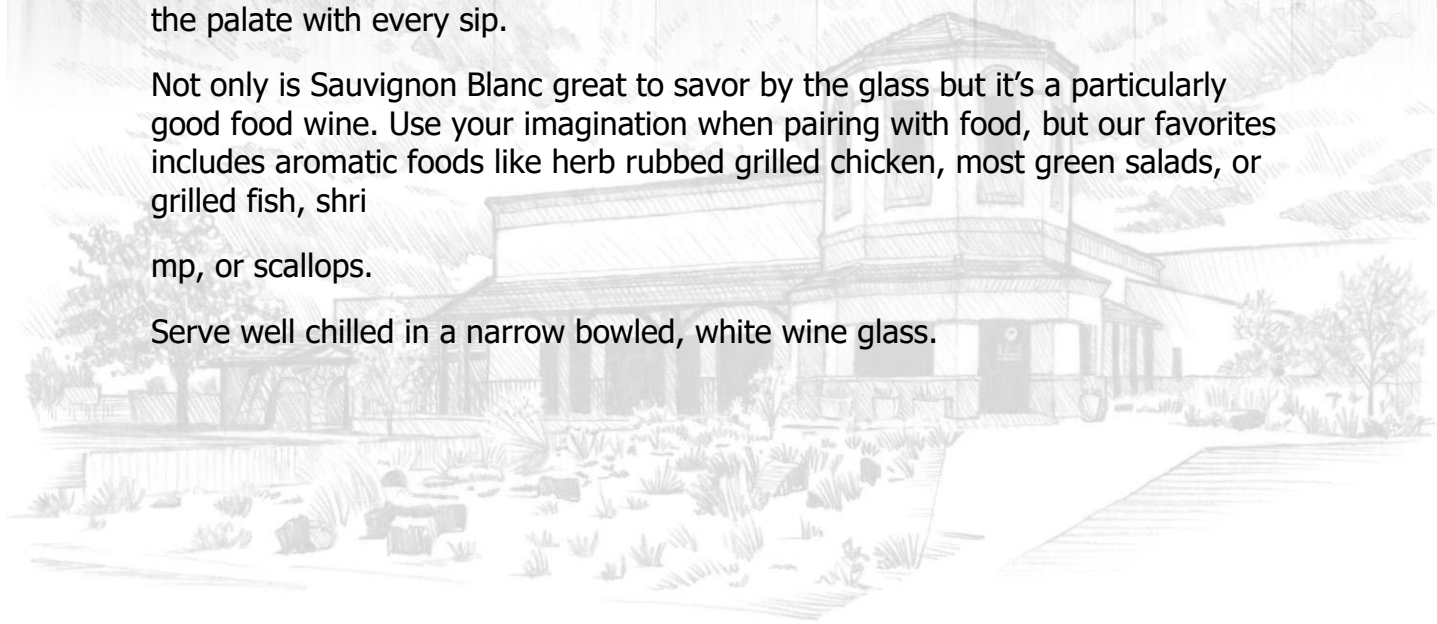 the palate with every sip.
Not only is Sauvignon Blanc great to savor by the glass but it’s a particularly
good food wine. Use your imagination when pairing with food, but our favorites
includes aromatic foods like herb rubbed grilled chicken, most green salads, or
grilled fish, shri
mp, or scallops.
Serve well chilled in a narrow bowled, white wine glass.